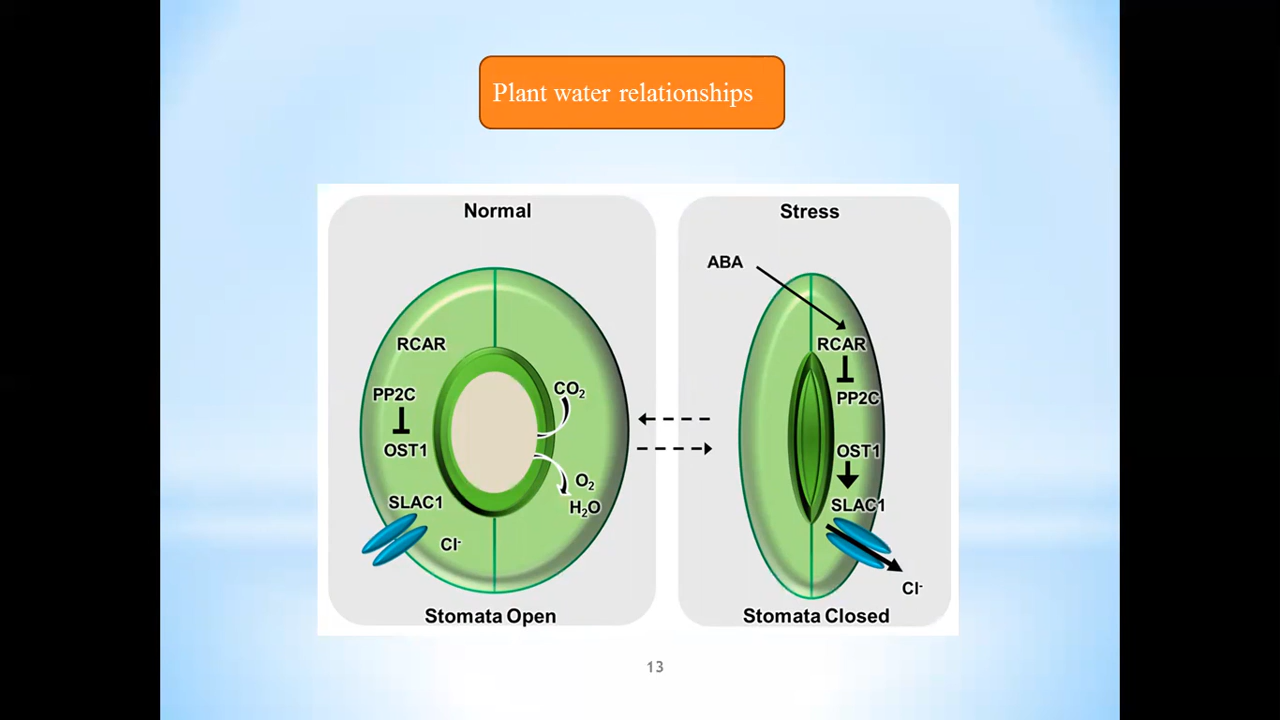 Plant water relationships
Normal
RCAR
PP2C
OST1
SLAC1
Cl-
CO2
O2
H2O
Stomata Open
Stress
ABA
RCAR
PP2C
OST1
SLAC1
Cl-
Stomata Closed
13